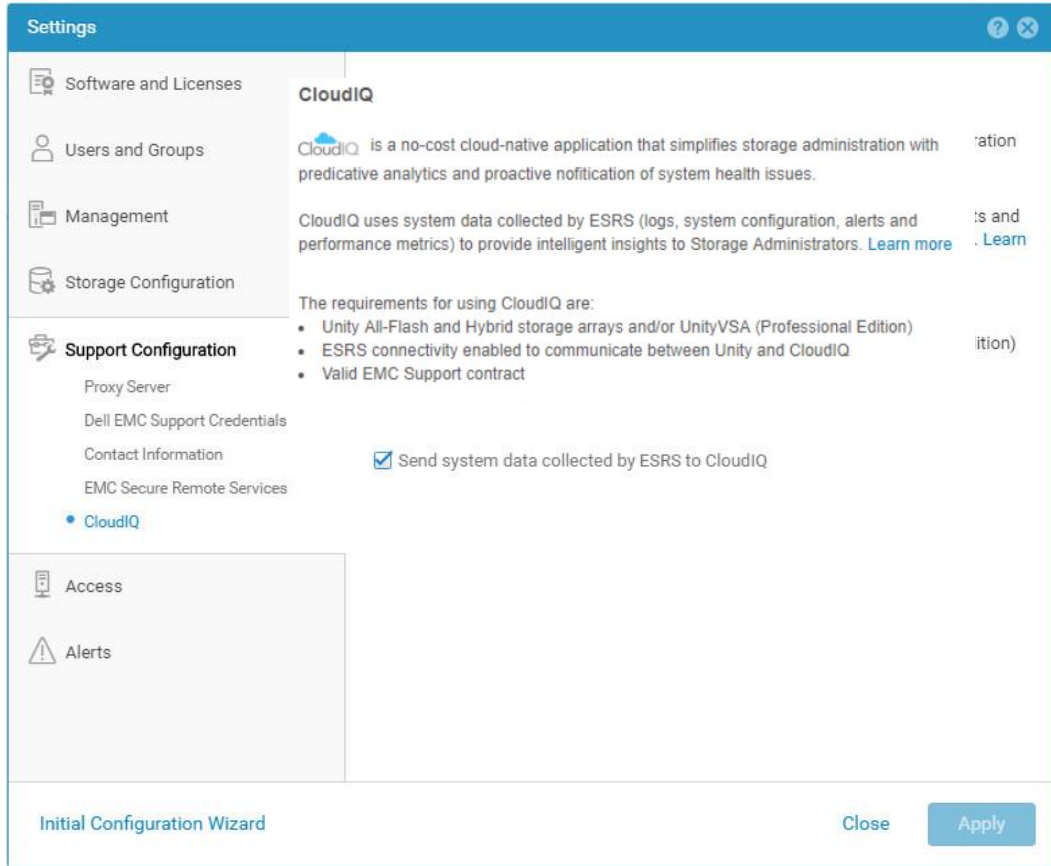 Settings
Software and Licenses
Users and Groups
Management
Storage Configuration
Support Configuration
Proxy Server
Dell EMC Support Credentials
Contact Information
EMC Secure Remote Services
CloudIQ
Access
Alerts
CloudIQ
CloudIQ is a no-cost cloud-native application that simplifies storage administration with
predicative analytics and proactive nofitication of system health issues.
CloudIQ uses system data collected by ESRS (logs, system configuration, alerts and
performance metrics) to provide intelligent insights to Storage Administrators. Learn more
The requirements for using CloudIQ are:
• Unity All-Flash and Hybrid storage arrays and/or UnityVSA (Professional Edition)
• ESRS connectivity enabled to communicate between Unity and CloudIQ
• Valid EMC Support contract
ration
ts and
. Learn
ition)
Send system data collected by ESRS to CloudIQ
Initial Configuration Wizard
Close
Apply